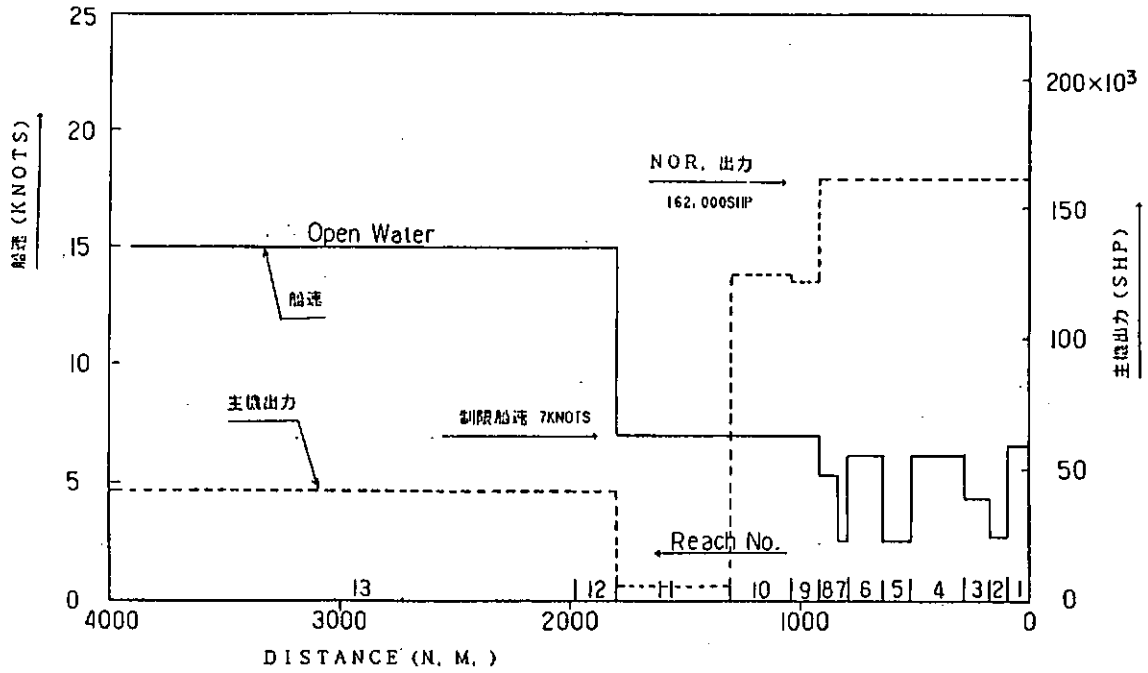 25
20
15
10
5
0
船速 (KNOTS)
200×10³
150
100
50
0
主機出力 (SHP)
NOR. 出力
162,000SHP
Open Water
船速
主機出力
制限船速 7KNOTS
Reach No.
13 12 11 10 9 8 7 6 5 4 3 2 1
4000 3000 2000 1000 0
DISTANCE (N. M.)